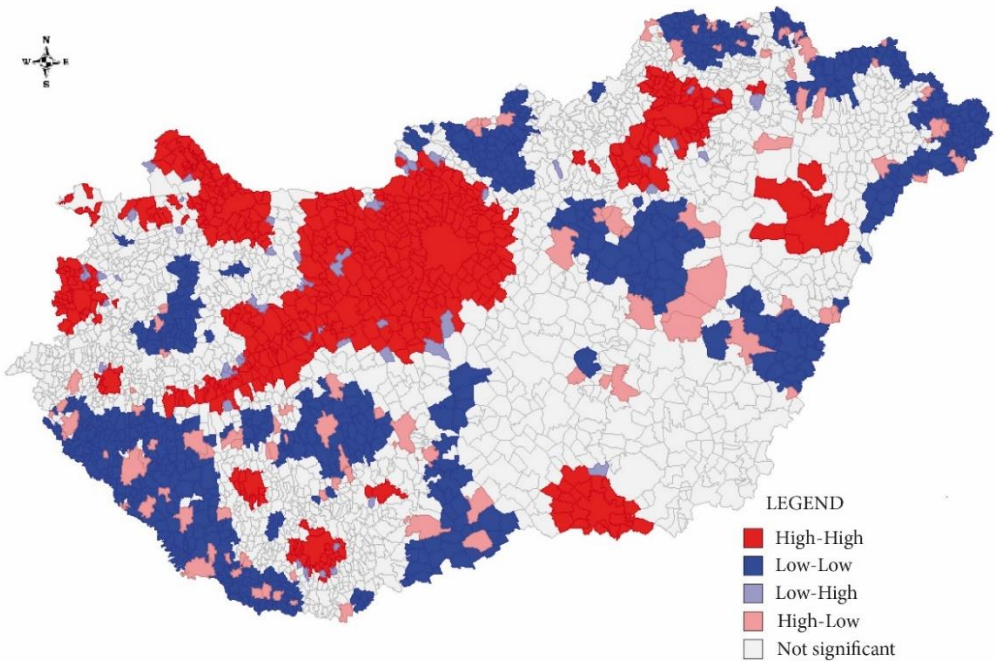 N
W E
S
LEGEND
High-High
Low-Low
Low-High
High-Low
Not significant